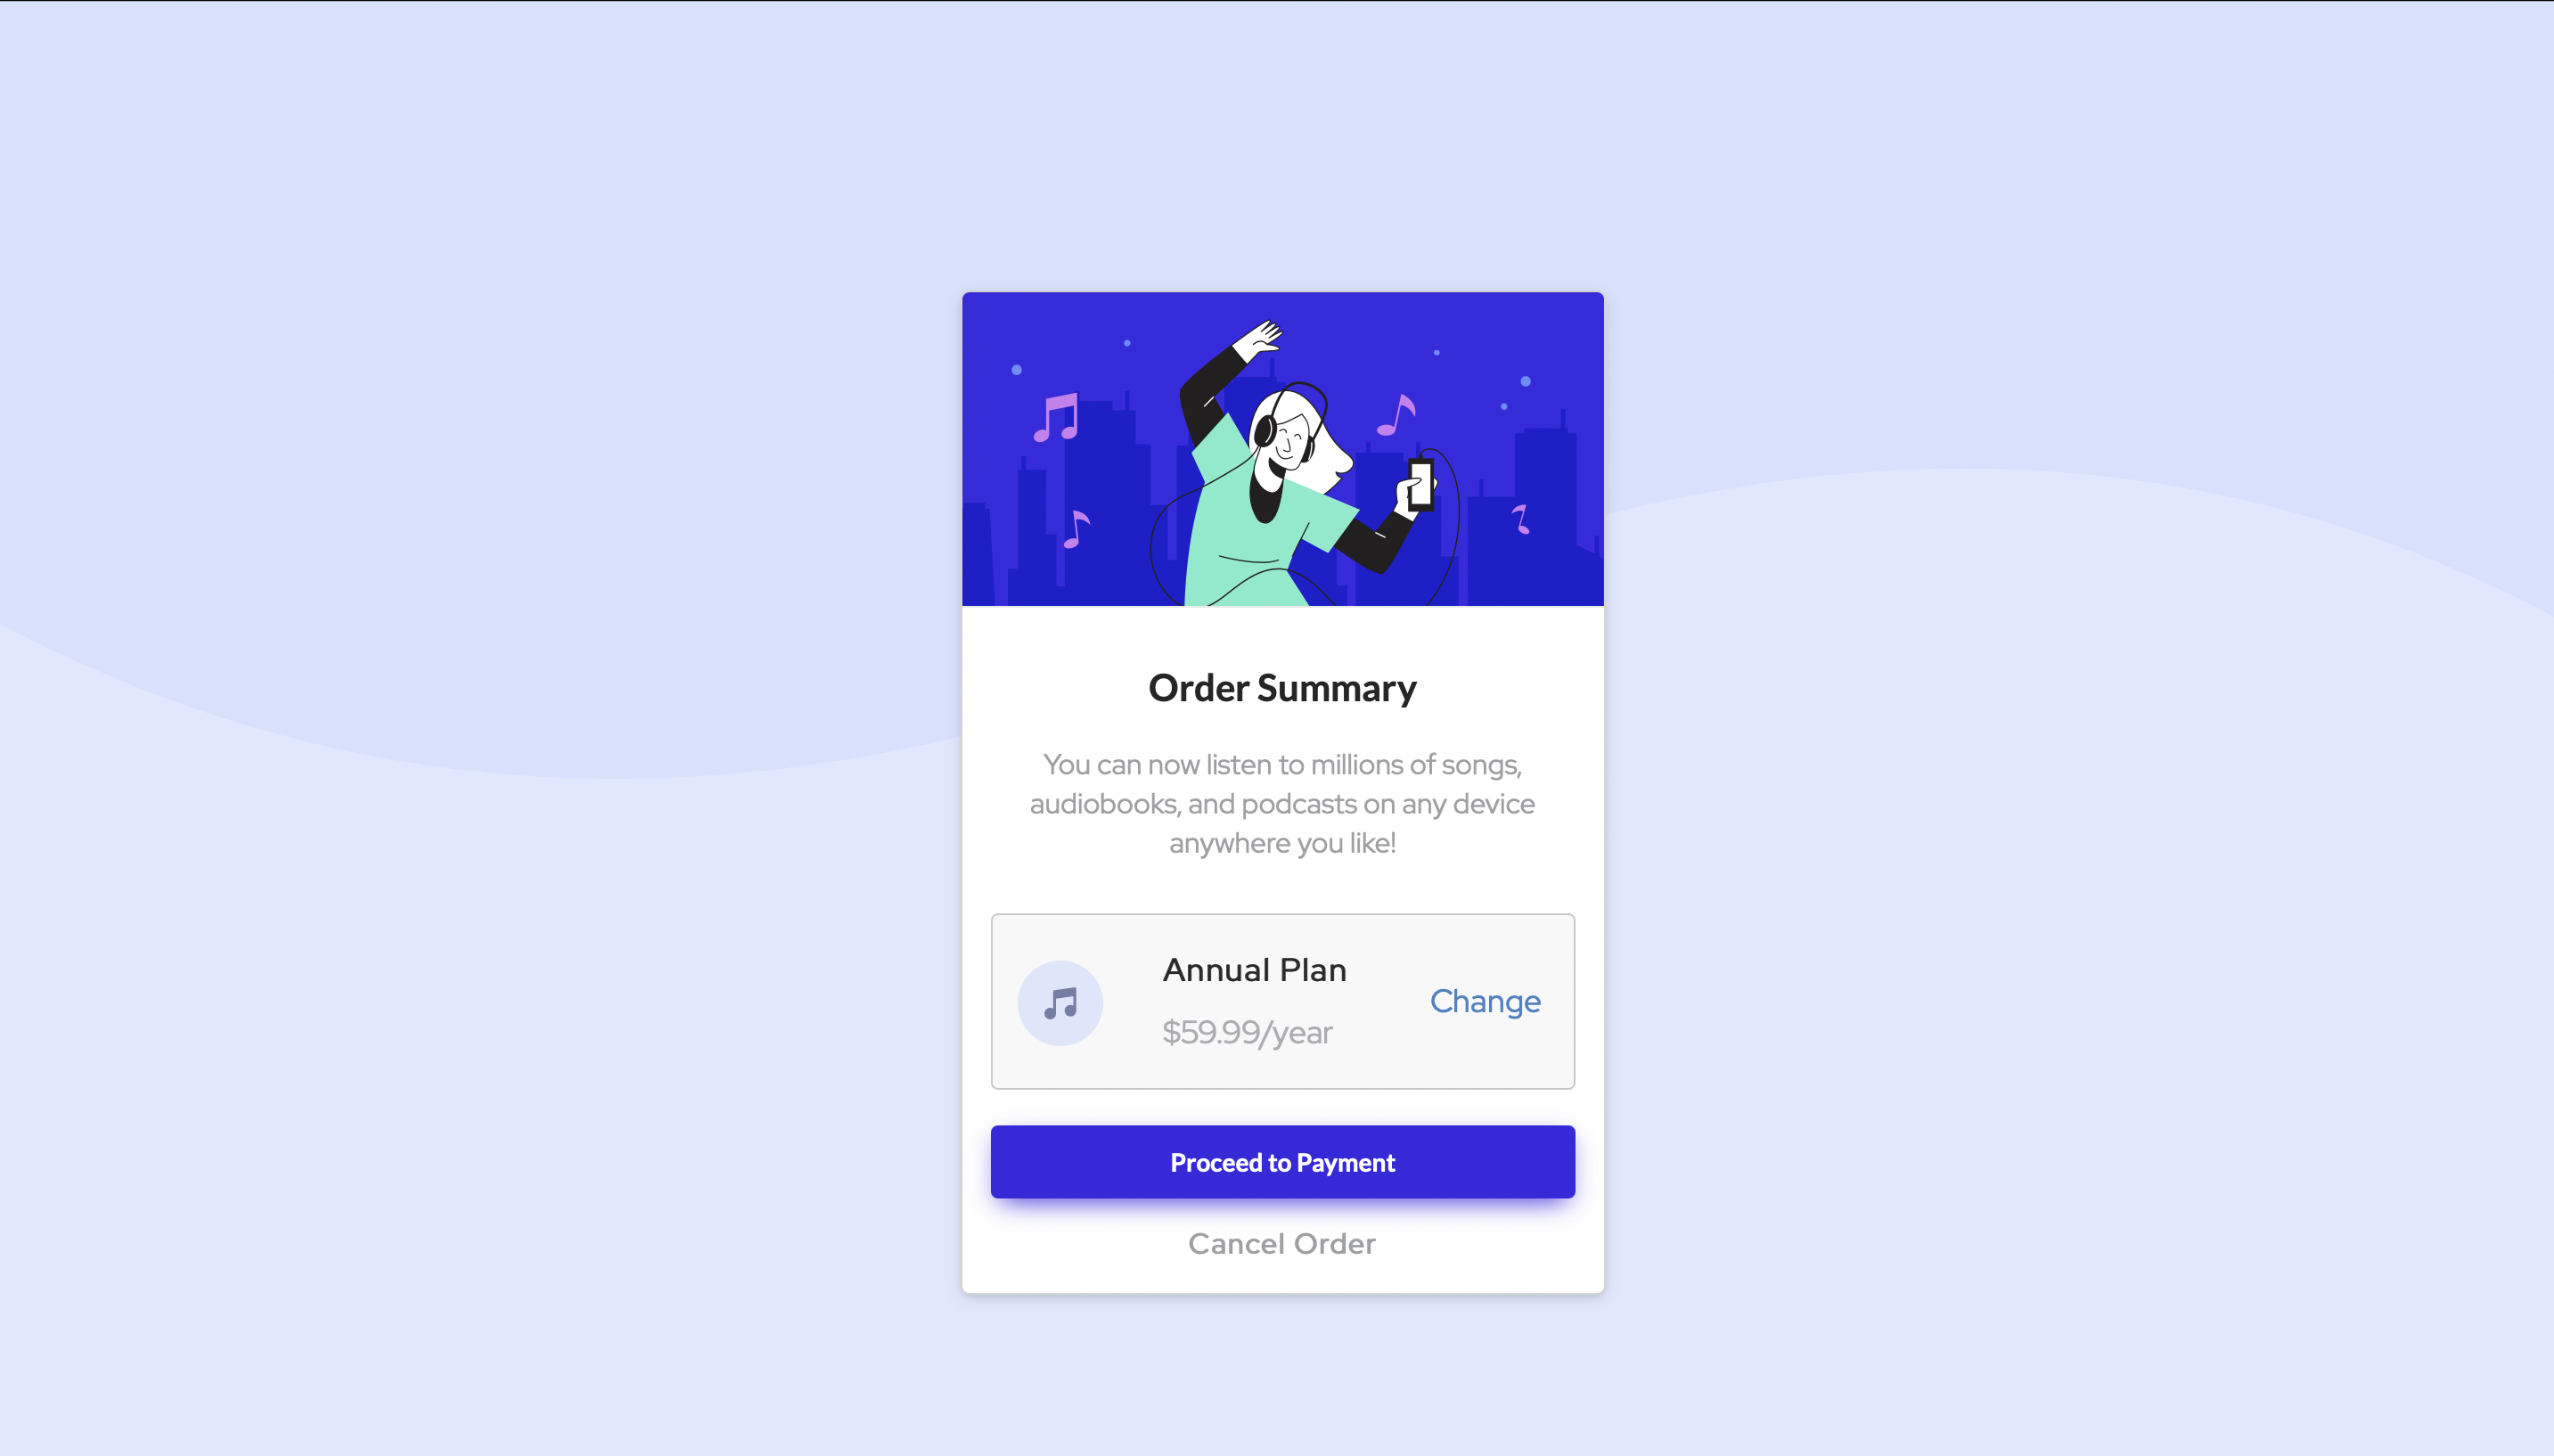 Order Summary
You can now listen to millions of songs,
audiobooks, and podcasts on any device
anywhere you like!
Annual Plan
$59.99/year
Change
Proceed to Payment
Cancel Order